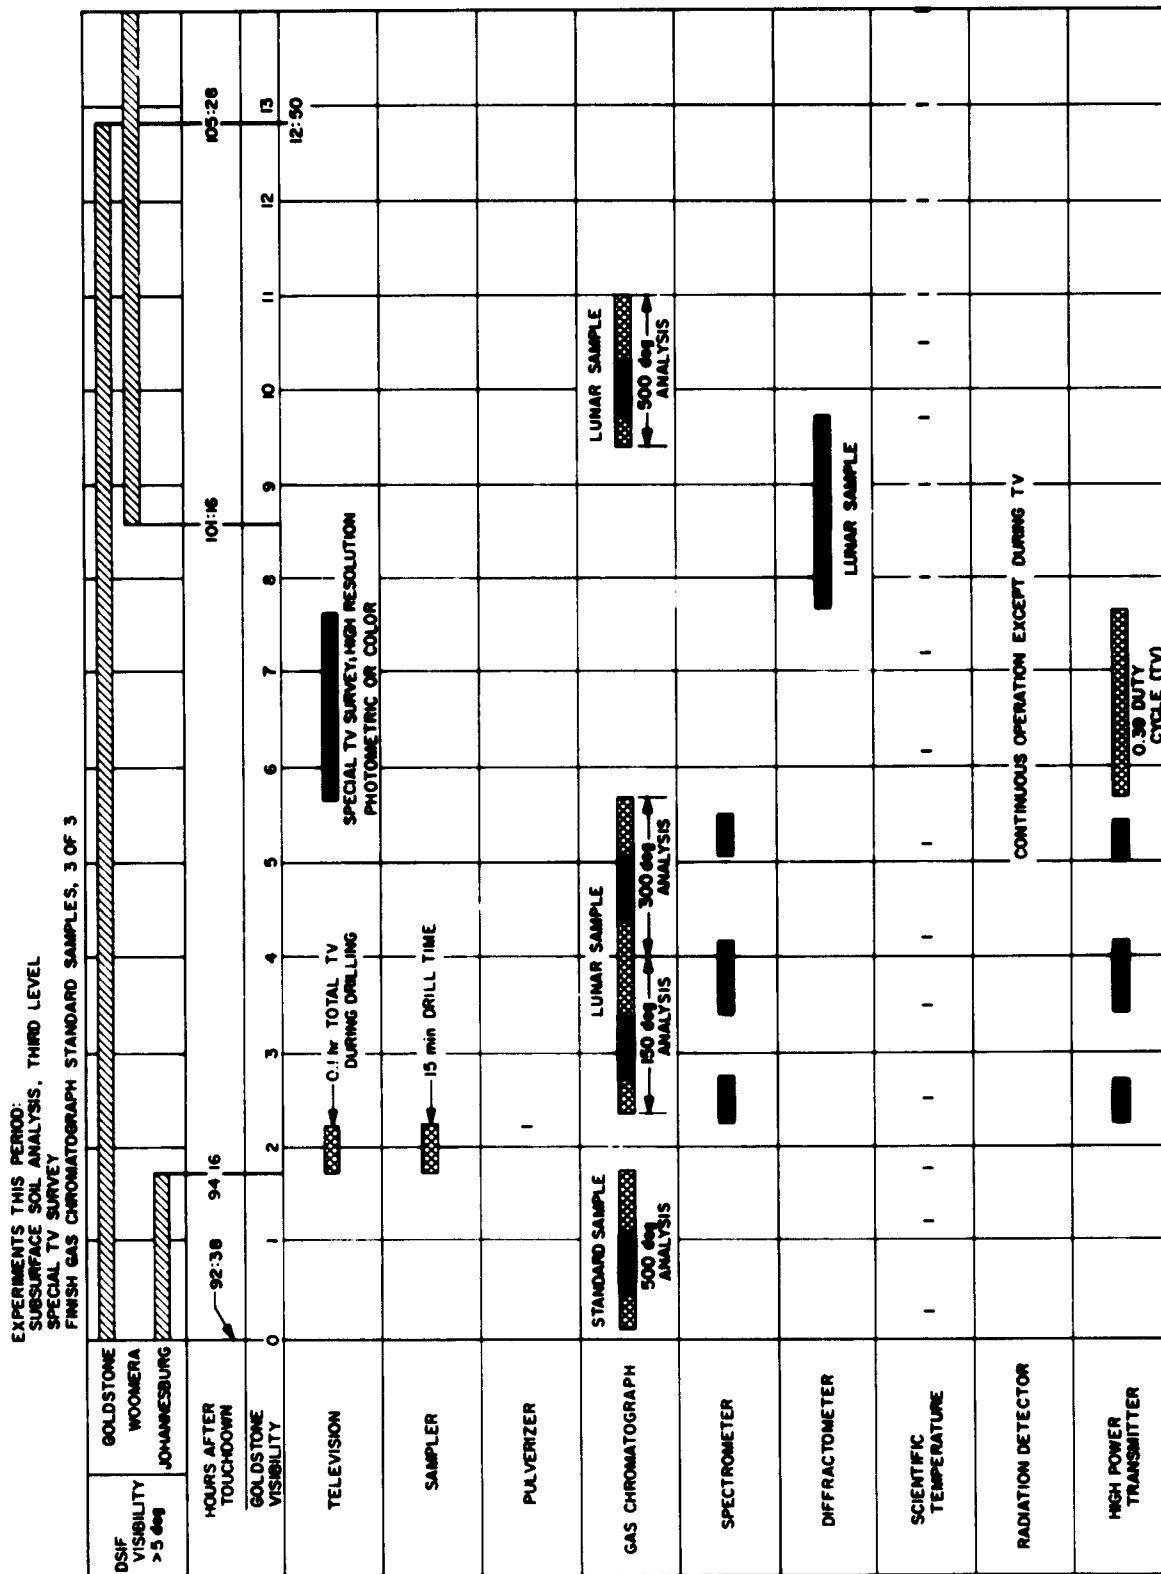 EXPERIMENTS THIS PERIOD:
SUBSURFACE SOIL ANALYSIS, THIRD LEVEL
SPECIAL TV SURVEY
FINISH GAS CHROMATOGRAPH STANDARD SAMPLES, 3 OF 3
DSIF
VISIBILITY
>5 deg
GOLDSTONE
WOOMERA
JOHANNESBURG
HOURS AFTER
TOUCHDOWN
92:38
94 16
101:16
105:28
GOLDSTONE
VISIBILITY
0 1 2 3 4 5 6 7 8 9 10 11 12 13
12:50
TELEVISION
0.1 hr TOTAL TV
DURING DRILLING
SPECIAL TV SURVEY; HIGH RESOLUTION
PHOTOMETRIC OR COLOR
SAMPLER
15 min DRILL TIME
PULVERIZER
GAS CHROMATOGRAPH
STANDARD SAMPLE
500 deg
ANALYSIS
LUNAR SAMPLE
150 deg
ANALYSIS
300 deg
ANALYSIS
LUNAR SAMPLE
500 deg
ANALYSIS
SPECTROMETER
DIFFRACTOMETER
LUNAR SAMPLE
SCIENTIFIC
TEMPERATURE
RADIATION DETECTOR
CONTINUOUS OPERATION EXCEPT DURING TV
HIGH POWER
TRANSMITTER
0.39 DUTY
CYCLE (TV)